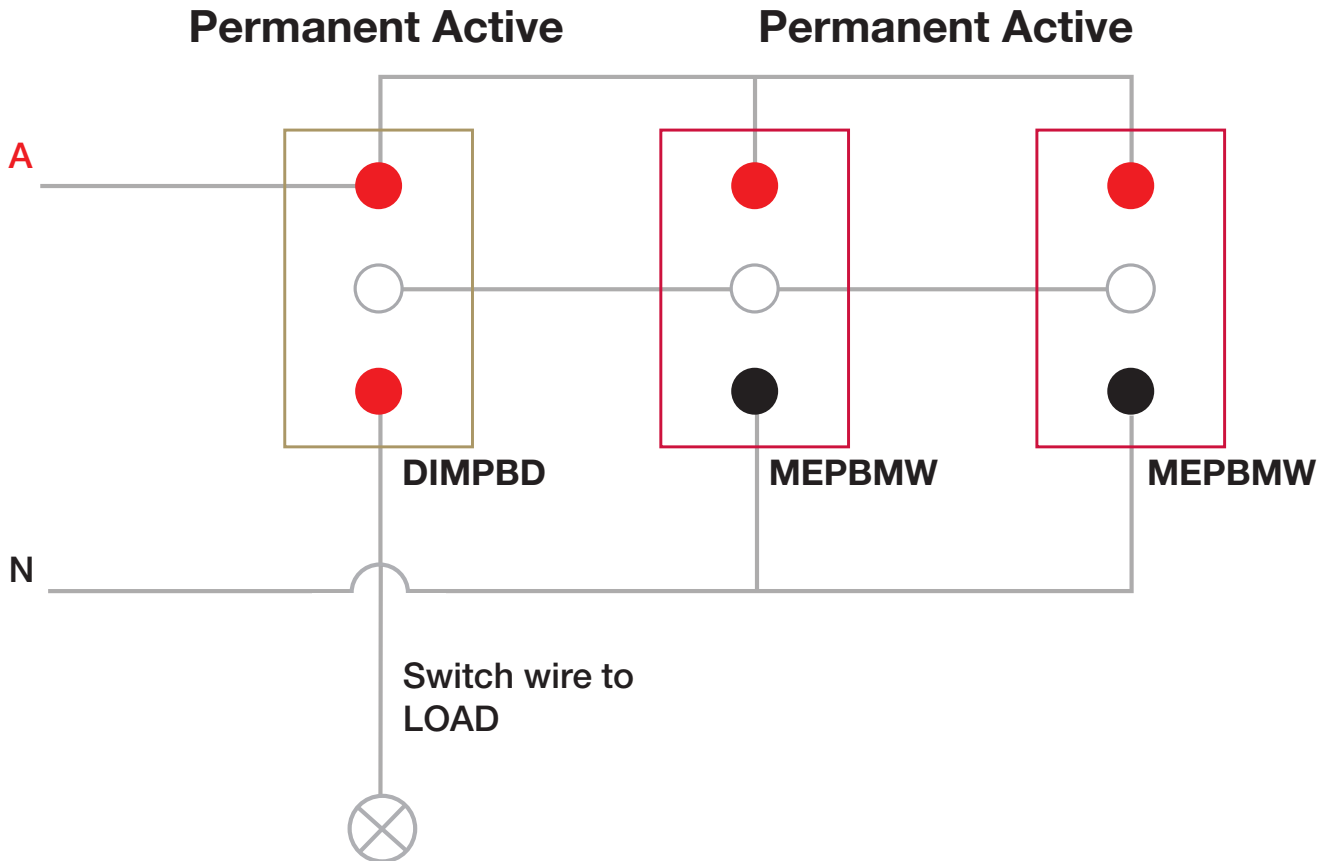 Permanent Active
Permanent Active
A
DIMPBD
MEPBMW
MEPBMW
N
Switch wire to
LOAD